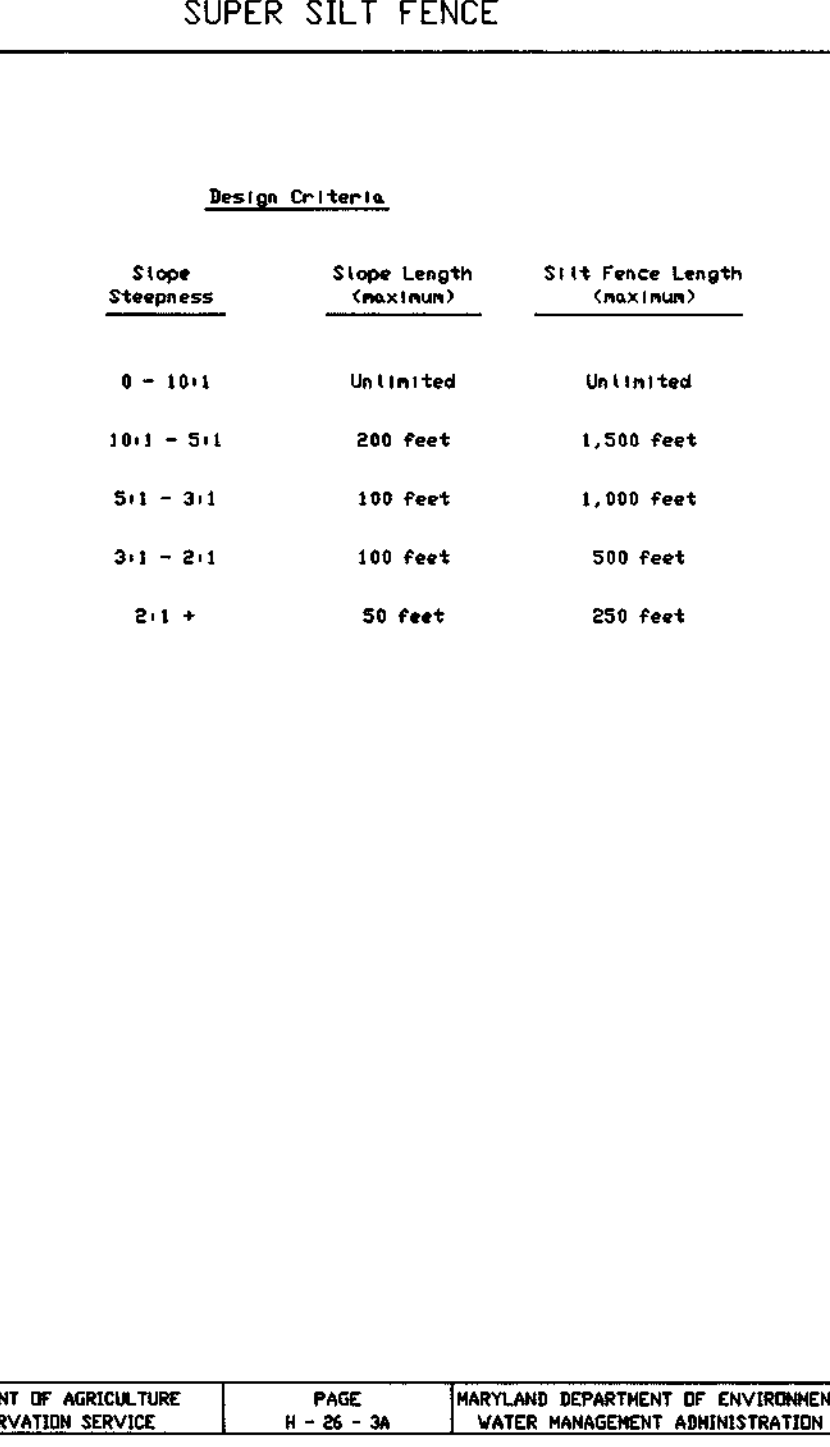 SUPER SILT FENCE
Design Criteria
Slope Steepness Slope Length (maximum) Silt Fence Length (maximum)
0 - 10:1 Unlimited Unlimited
10:1 - 5:1 200 feet 1,500 feet
5:1 - 3:1 100 feet 1,000 feet
3:1 - 2:1 100 feet 500 feet
2:1 + 50 feet 250 feet
NT OF AGRICULTURE
RVATION SERVICE
PAGE
H - 26 - 3A
MARYLAND DEPARTMENT OF ENVIRONMEN
WATER MANAGEMENT ADMINISTRATION